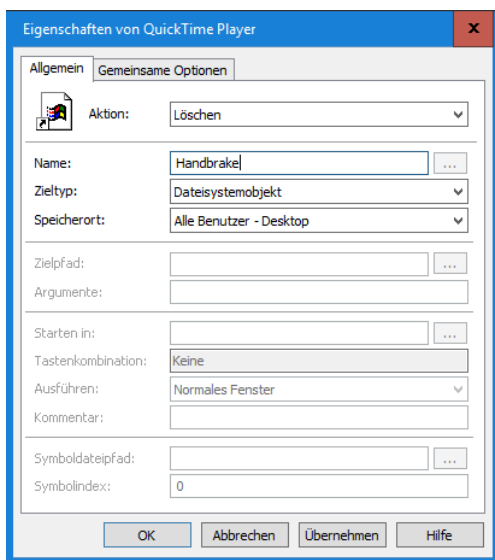 Eigenschaften von QuickTime Player
x
Allgemein Gemeinsame Optionen
Aktion: Löschen
Name: Handbrake ...
Zieltyp: Dateisystemobjekt
Speicherort: Alle Benutzer - Desktop
Zielpfad: ...
Argumente:
Starten in: ...
Tastenkombination: Keine
Ausführen: Normales Fenster
Kommentar:
Symboldateipfad: ...
Symbolindex: 0
OK Abbrechen Übernehmen Hilfe